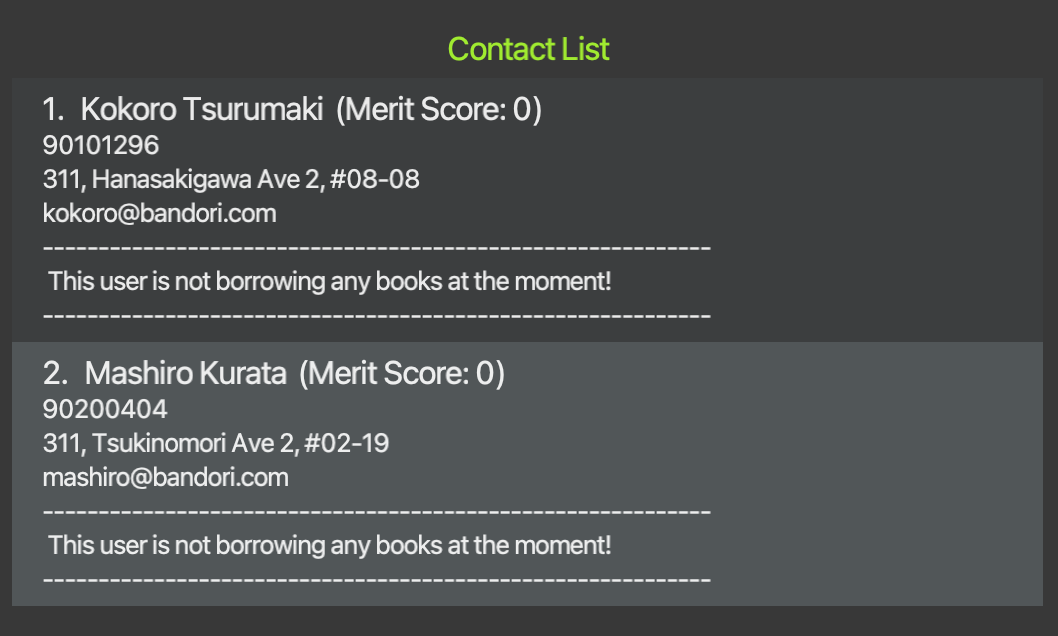 Contact List
1. Kokoro Tsurumaki (Merit Score: 0)
90101296
311, Hanasakigawa Ave 2, #08-08
kokoro@bandori.com
------------------------------------------------------------
This user is not borrowing any books at the moment!
------------------------------------------------------------
2. Mashiro Kurata (Merit Score: 0)
90200404
311, Tsukinomori Ave 2, #02-19
mashiro@bandori.com
------------------------------------------------------------
This user is not borrowing any books at the moment!
------------------------------------------------------------